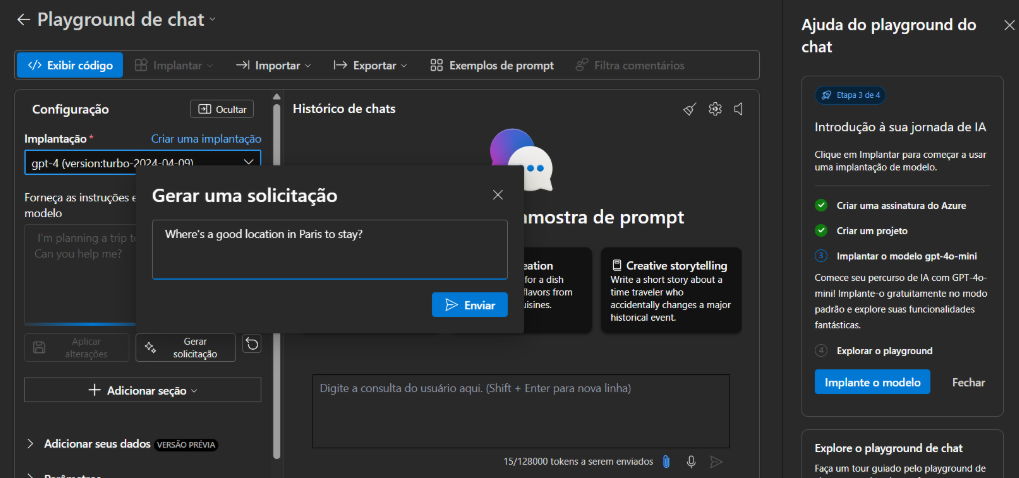 Playground de chat
Exibir código
Implantar
Importar
Exportar
Exemplos de prompt
Filtra comentários
Configuração
Ocultar
Implantação *
Criar uma implantação
gpt-4 (version:turbo-2024-04-09)
Forneça as instruções e
modelo
I'm planning a trip to
Can you help me?
Aplicar
alterações
Gerar
solicitação
Adicionar seção
Adicionar seus dados
VERSÃO PRÉVIA
Parâmetros
Histórico de chats
Gerar uma solicitação
Where's a good location in Paris to stay?
Enviar
mostra de prompt
eation
for a dish
flavors from
uisines.
Creative storytelling
Write a short story about a
time traveler who
accidentally changes a major
historical event.
Digite a consulta do usuário aqui. (Shift + Enter para nova linha)
15/128000 tokens a serem enviados
Ajuda do playground do
chat
Etapa 3 de 4
Introdução à sua jornada de IA
Clique em Implantar para começar a usar
uma implantação de modelo.
Criar uma assinatura do Azure
Criar um projeto
3 Implantar o modelo gpt-4o-mini
Comece seu percurso de IA com GPT-4o-
mini! Implante-o gratuitamente no modo
padrão e explore suas funcionalidades
fantásticas.
4 Explorar o playground
Implante o modelo
Fechar
Explore o playground de chat
Faça um tour guiado pelo playground de